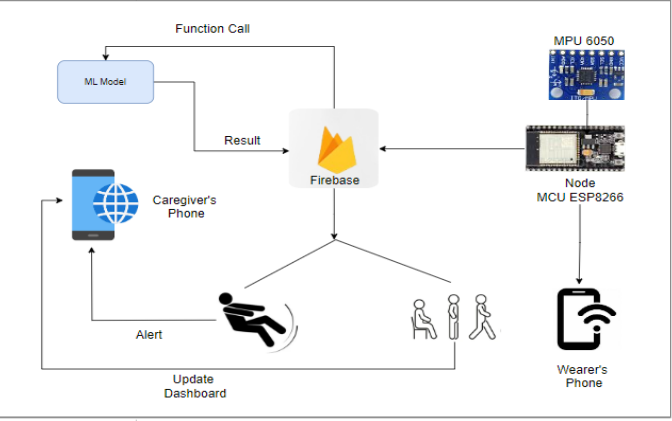 Function Call
MPU 6050
ML Model
Result
Firebase
Node
MCU ESP8266
Caregiver's
Phone
Alert
Update
Dashboard
Wearer's
Phone